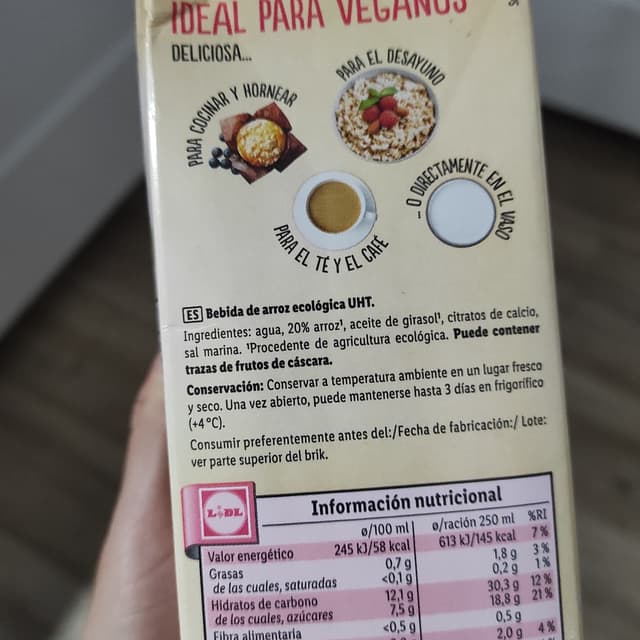 IDEAL PARA VEGANOS
DELICIOSA...
PARA COCINAR Y HORNEAR
PARA EL DESAYUNO
PARA EL TÉ Y EL CAFÉ
... O DIRECTAMENTE EN EL VASO
ES Bebida de arroz ecológica UHT.
Ingredientes: agua, 20% arroz¹, aceite de girasol¹, citratos de calcio,
sal marina. ¹Procedente de agricultura ecológica. Puede contener
trazas de frutos de cáscara.
Conservación: Conservar a temperatura ambiente en un lugar fresco
y seco. Una vez abierto, puede mantenerse hasta 3 días en frigorífico
(+4 °C).
Consumir preferentemente antes del:/Fecha de fabricación:/ Lote:
ver parte superior del brik.
LIDL
Información nutricional
ø/100 ml ø/ración 250 ml %RI
Valor energético 245 kJ/58 kcal 613 kJ/145 kcal 7 %
Grasas 0,7 g 1,8 g 3 %
de las cuales, saturadas <0,1 g 0,2 g 1 %
Hidratos de carbono 12,1 g 30,3 g 12 %
de los cuales, azúcares 7,5 g 18,8 g 21 %
Fibra alimentaria <0,5 g 0,5 g
2,0 g 4 %